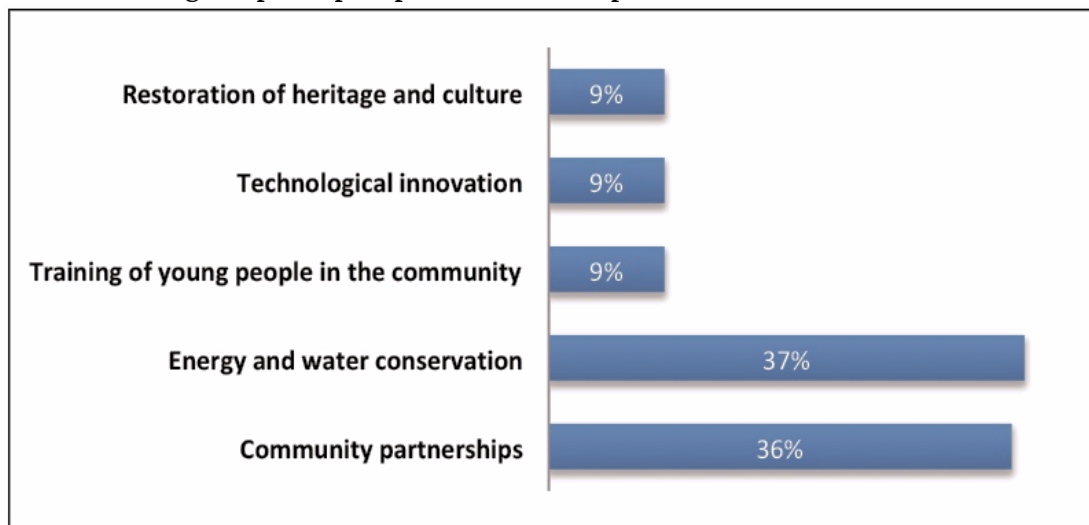 Restoration of heritage and culture 9%
Technological innovation 9%
Training of young people in the community 9%
Energy and water conservation 37%
Community partnerships 36%